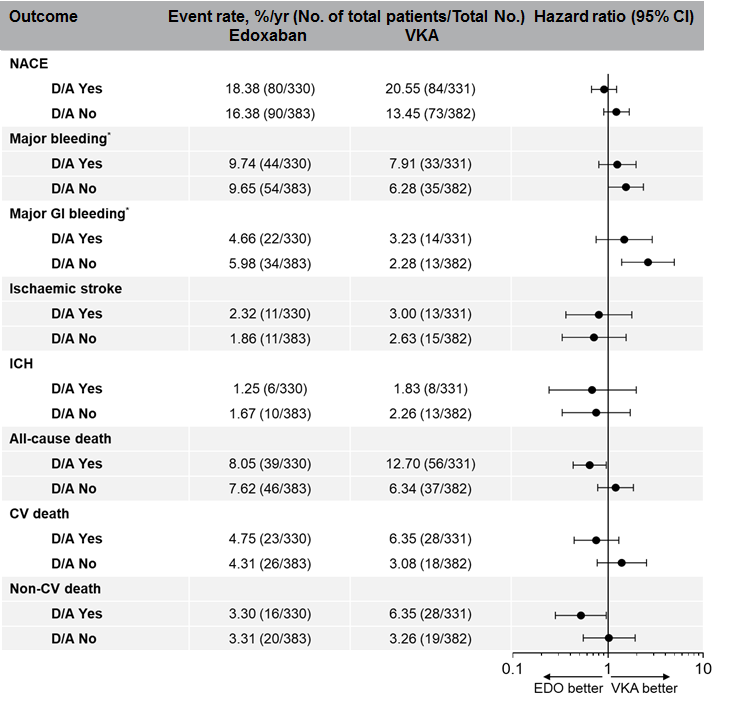 Outcome Event rate, %/yr (No. of total patients/Total No.) Hazard ratio (95% CI)
Edoxaban VKA
NACE
D/A Yes 18.38 (80/330) 20.55 (84/331)
D/A No 16.38 (90/383) 13.45 (73/382)
Major bleeding*
D/A Yes 9.74 (44/330) 7.91 (33/331)
D/A No 9.65 (54/383) 6.28 (35/382)
Major GI bleeding*
D/A Yes 4.66 (22/330) 3.23 (14/331)
D/A No 5.98 (34/383) 2.28 (13/382)
Ischaemic stroke
D/A Yes 2.32 (11/330) 3.00 (13/331)
D/A No 1.86 (11/383) 2.63 (15/382)
ICH
D/A Yes 1.25 (6/330) 1.83 (8/331)
D/A No 1.67 (10/383) 2.26 (13/382)
All-cause death
D/A Yes 8.05 (39/330) 12.70 (56/331)
D/A No 7.62 (46/383) 6.34 (37/382)
CV death
D/A Yes 4.75 (23/330) 6.35 (28/331)
D/A No 4.31 (26/383) 3.08 (18/382)
Non-CV death
D/A Yes 3.30 (16/330) 6.35 (28/331)
D/A No 3.31 (20/383) 3.26 (19/382)
0.1 1 10
EDO better VKA better